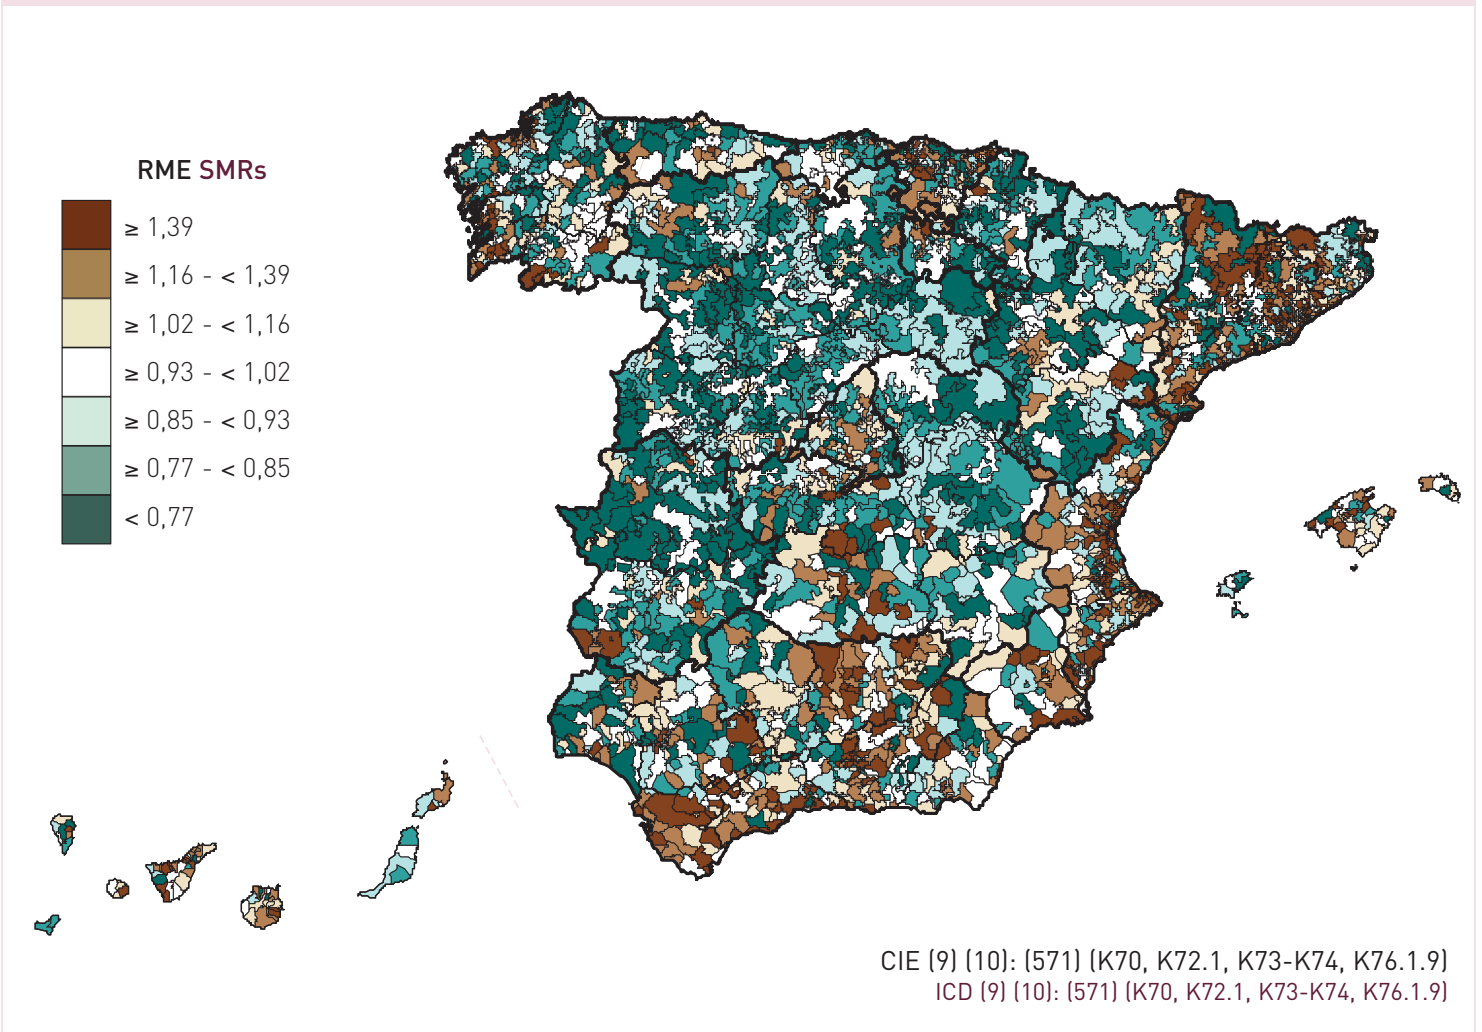 RME SMRs
≥ 1,39
≥ 1,16 - < 1,39
≥ 1,02 - < 1,16
≥ 0,93 - < 1,02
≥ 0,85 - < 0,93
≥ 0,77 - < 0,85
< 0,77
CIE (9) (10): (571) (K70, K72.1, K73-K74, K76.1.9)
ICD (9) (10): (571) (K70, K72.1, K73-K74, K76.1.9)